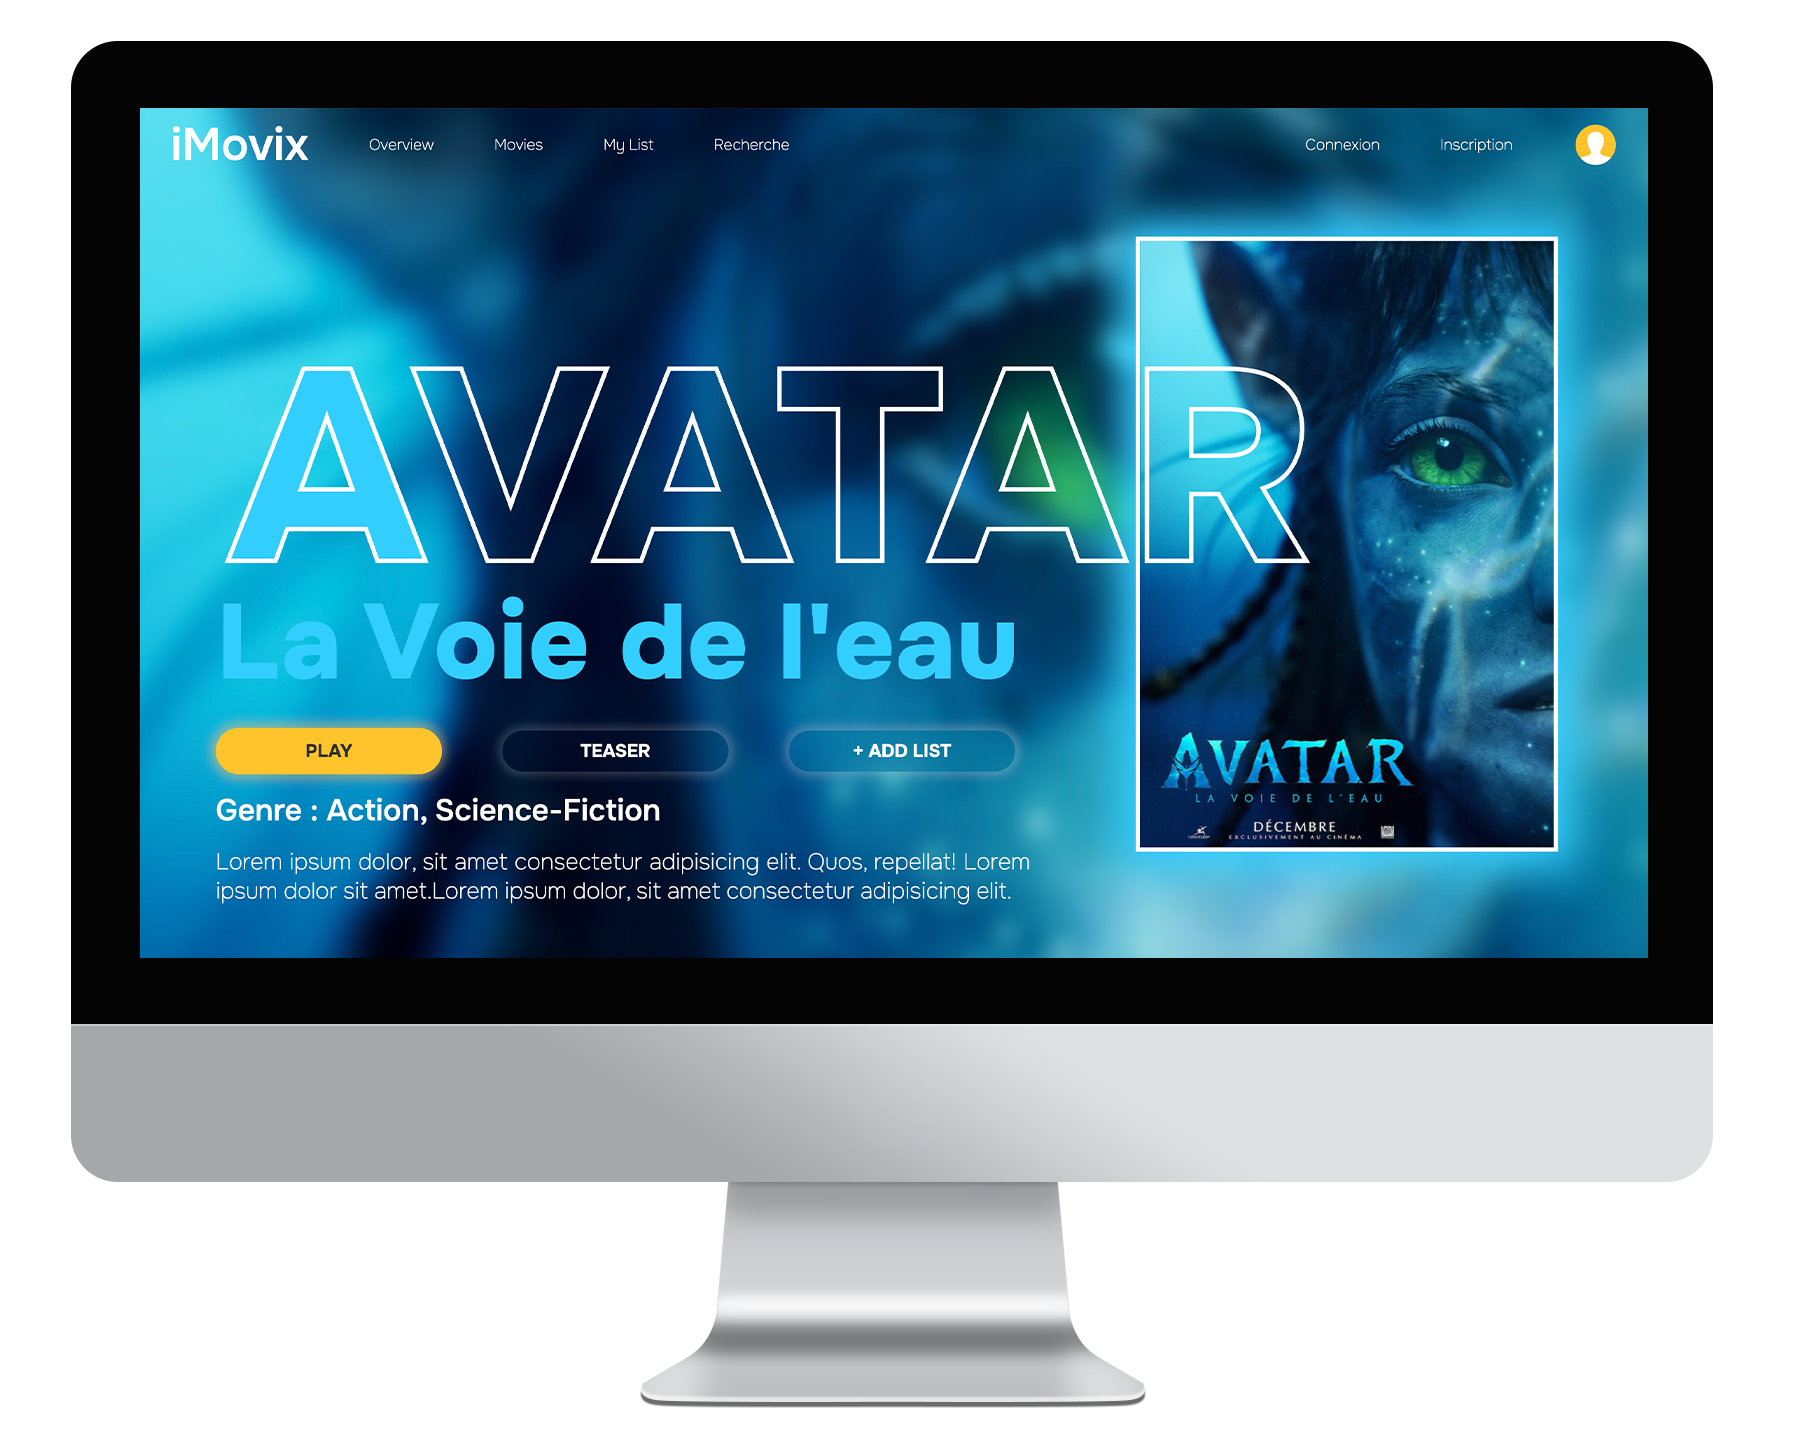 iMovix
Overview
Movies
My List
Recherche
Connexion
Inscription
AVATAR
La Voie de l'eau
PLAY
TEASER
+ ADD LIST
Genre : Action, Science-Fiction
Lorem ipsum dolor, sit amet consectetur adipisicing elit. Quos, repellat! Lorem
ipsum dolor sit amet.Lorem ipsum dolor, sit amet consectetur adipisicing elit.
AVATAR
LA VOIE DE L'EAU
DÉCEMBRE
EXCLUSIVEMENT AU CINÉMA